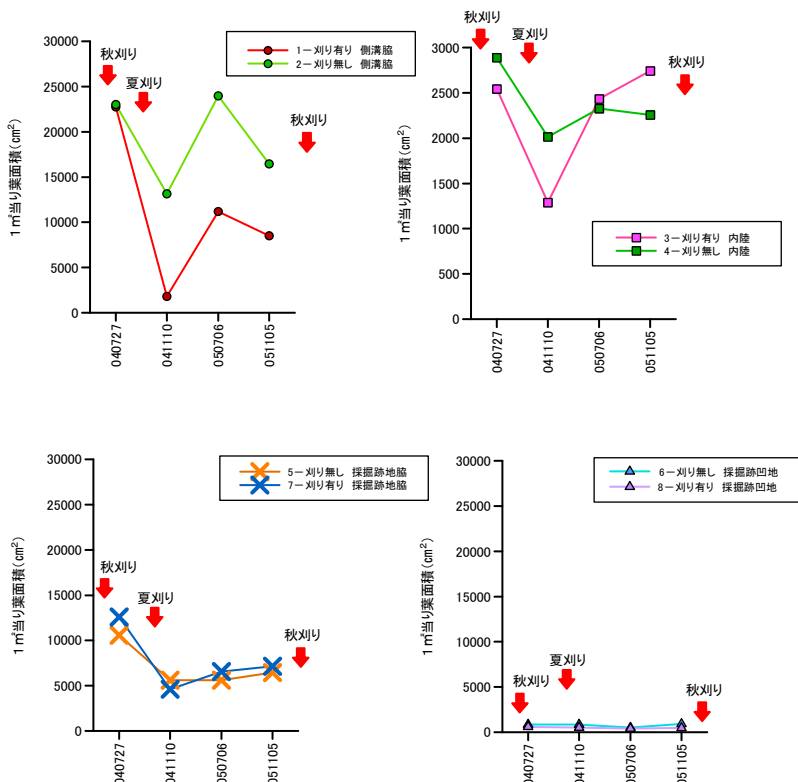 秋刈り
夏刈り
秋刈り
1－刈り有り 側溝脇
2－刈り無し 側溝脇
1㎡当り葉面積(cm²)
30000
25000
20000
15000
10000
5000
0
040727
041110
050706
051105
秋刈り
夏刈り
秋刈り
3－刈り有り 内陸
4－刈り無し 内陸
1㎡当り葉面積(cm²)
3000
2500
2000
1500
1000
500
0
040727
041110
050706
051105
5－刈り無し 採掘跡地脇
7－刈り有り 採掘跡地脇
秋刈り
夏刈り
秋刈り
1㎡当り葉面積(cm²)
30000
25000
20000
15000
10000
5000
0
040727
041110
050706
051105
6－刈り無し 採掘跡凹地
8－刈り有り 採掘跡凹地
秋刈り
夏刈り
秋刈り
1㎡当り葉面積(cm²)
30000
25000
20000
15000
10000
5000
0
040727
041110
050706
051105